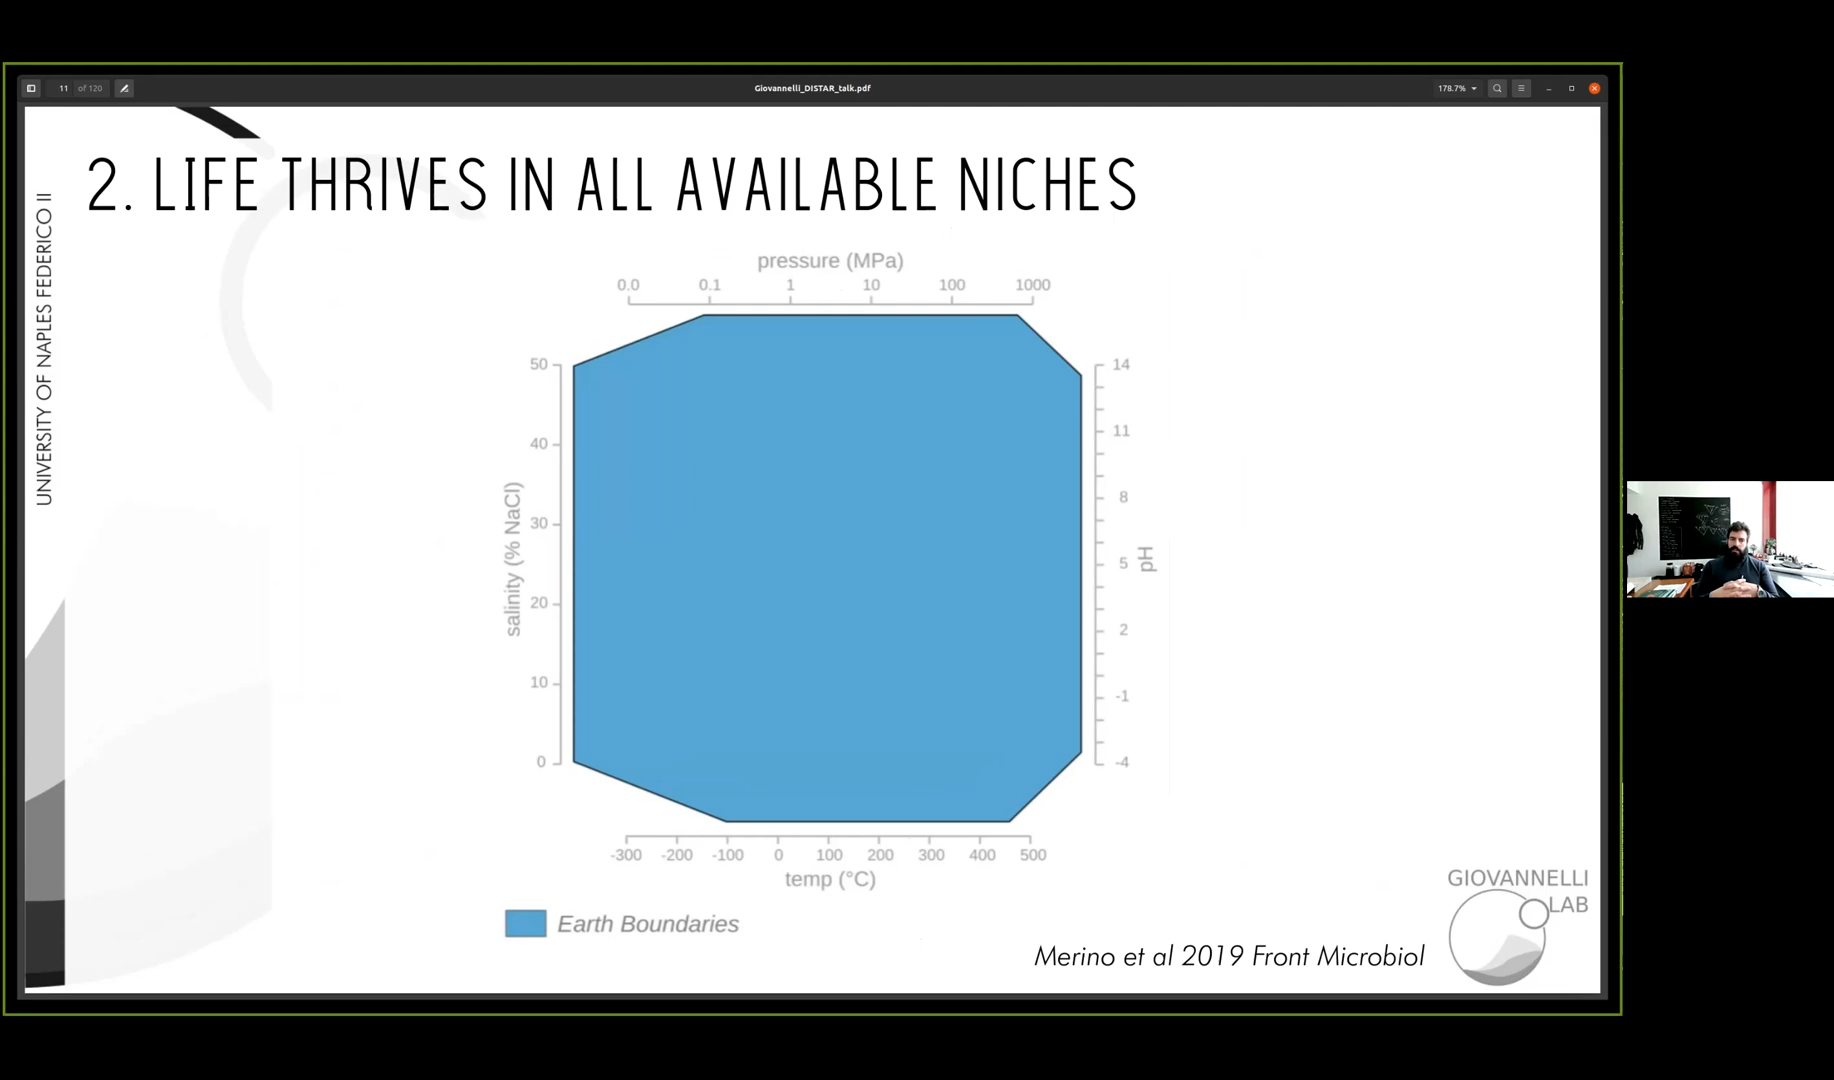 11 of 120
Giovannelli_DISTAR_talk.pdf
178.7%
UNIVERSITY OF NAPLES FEDERICO II
2. LIFE THRIVES IN ALL AVAILABLE NICHES
pressure (MPa)
0.0 0.1 1 10 100 1000
salinity (% NaCl)
50
40
30
20
10
0
14
11
8
5
2
-1
-4
pH
-300 -200 -100 0 100 200 300 400 500
temp (°C)
Earth Boundaries
Merino et al 2019 Front Microbiol
GIOVANNELLI
LAB